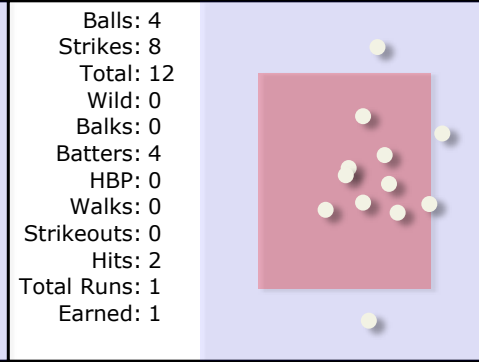 Balls: 4
Strikes: 8
Total: 12
Wild: 0
Balks: 0
Batters: 4
HBP: 0
Walks: 0
Strikeouts: 0
Hits: 2
Total Runs: 1
Earned: 1